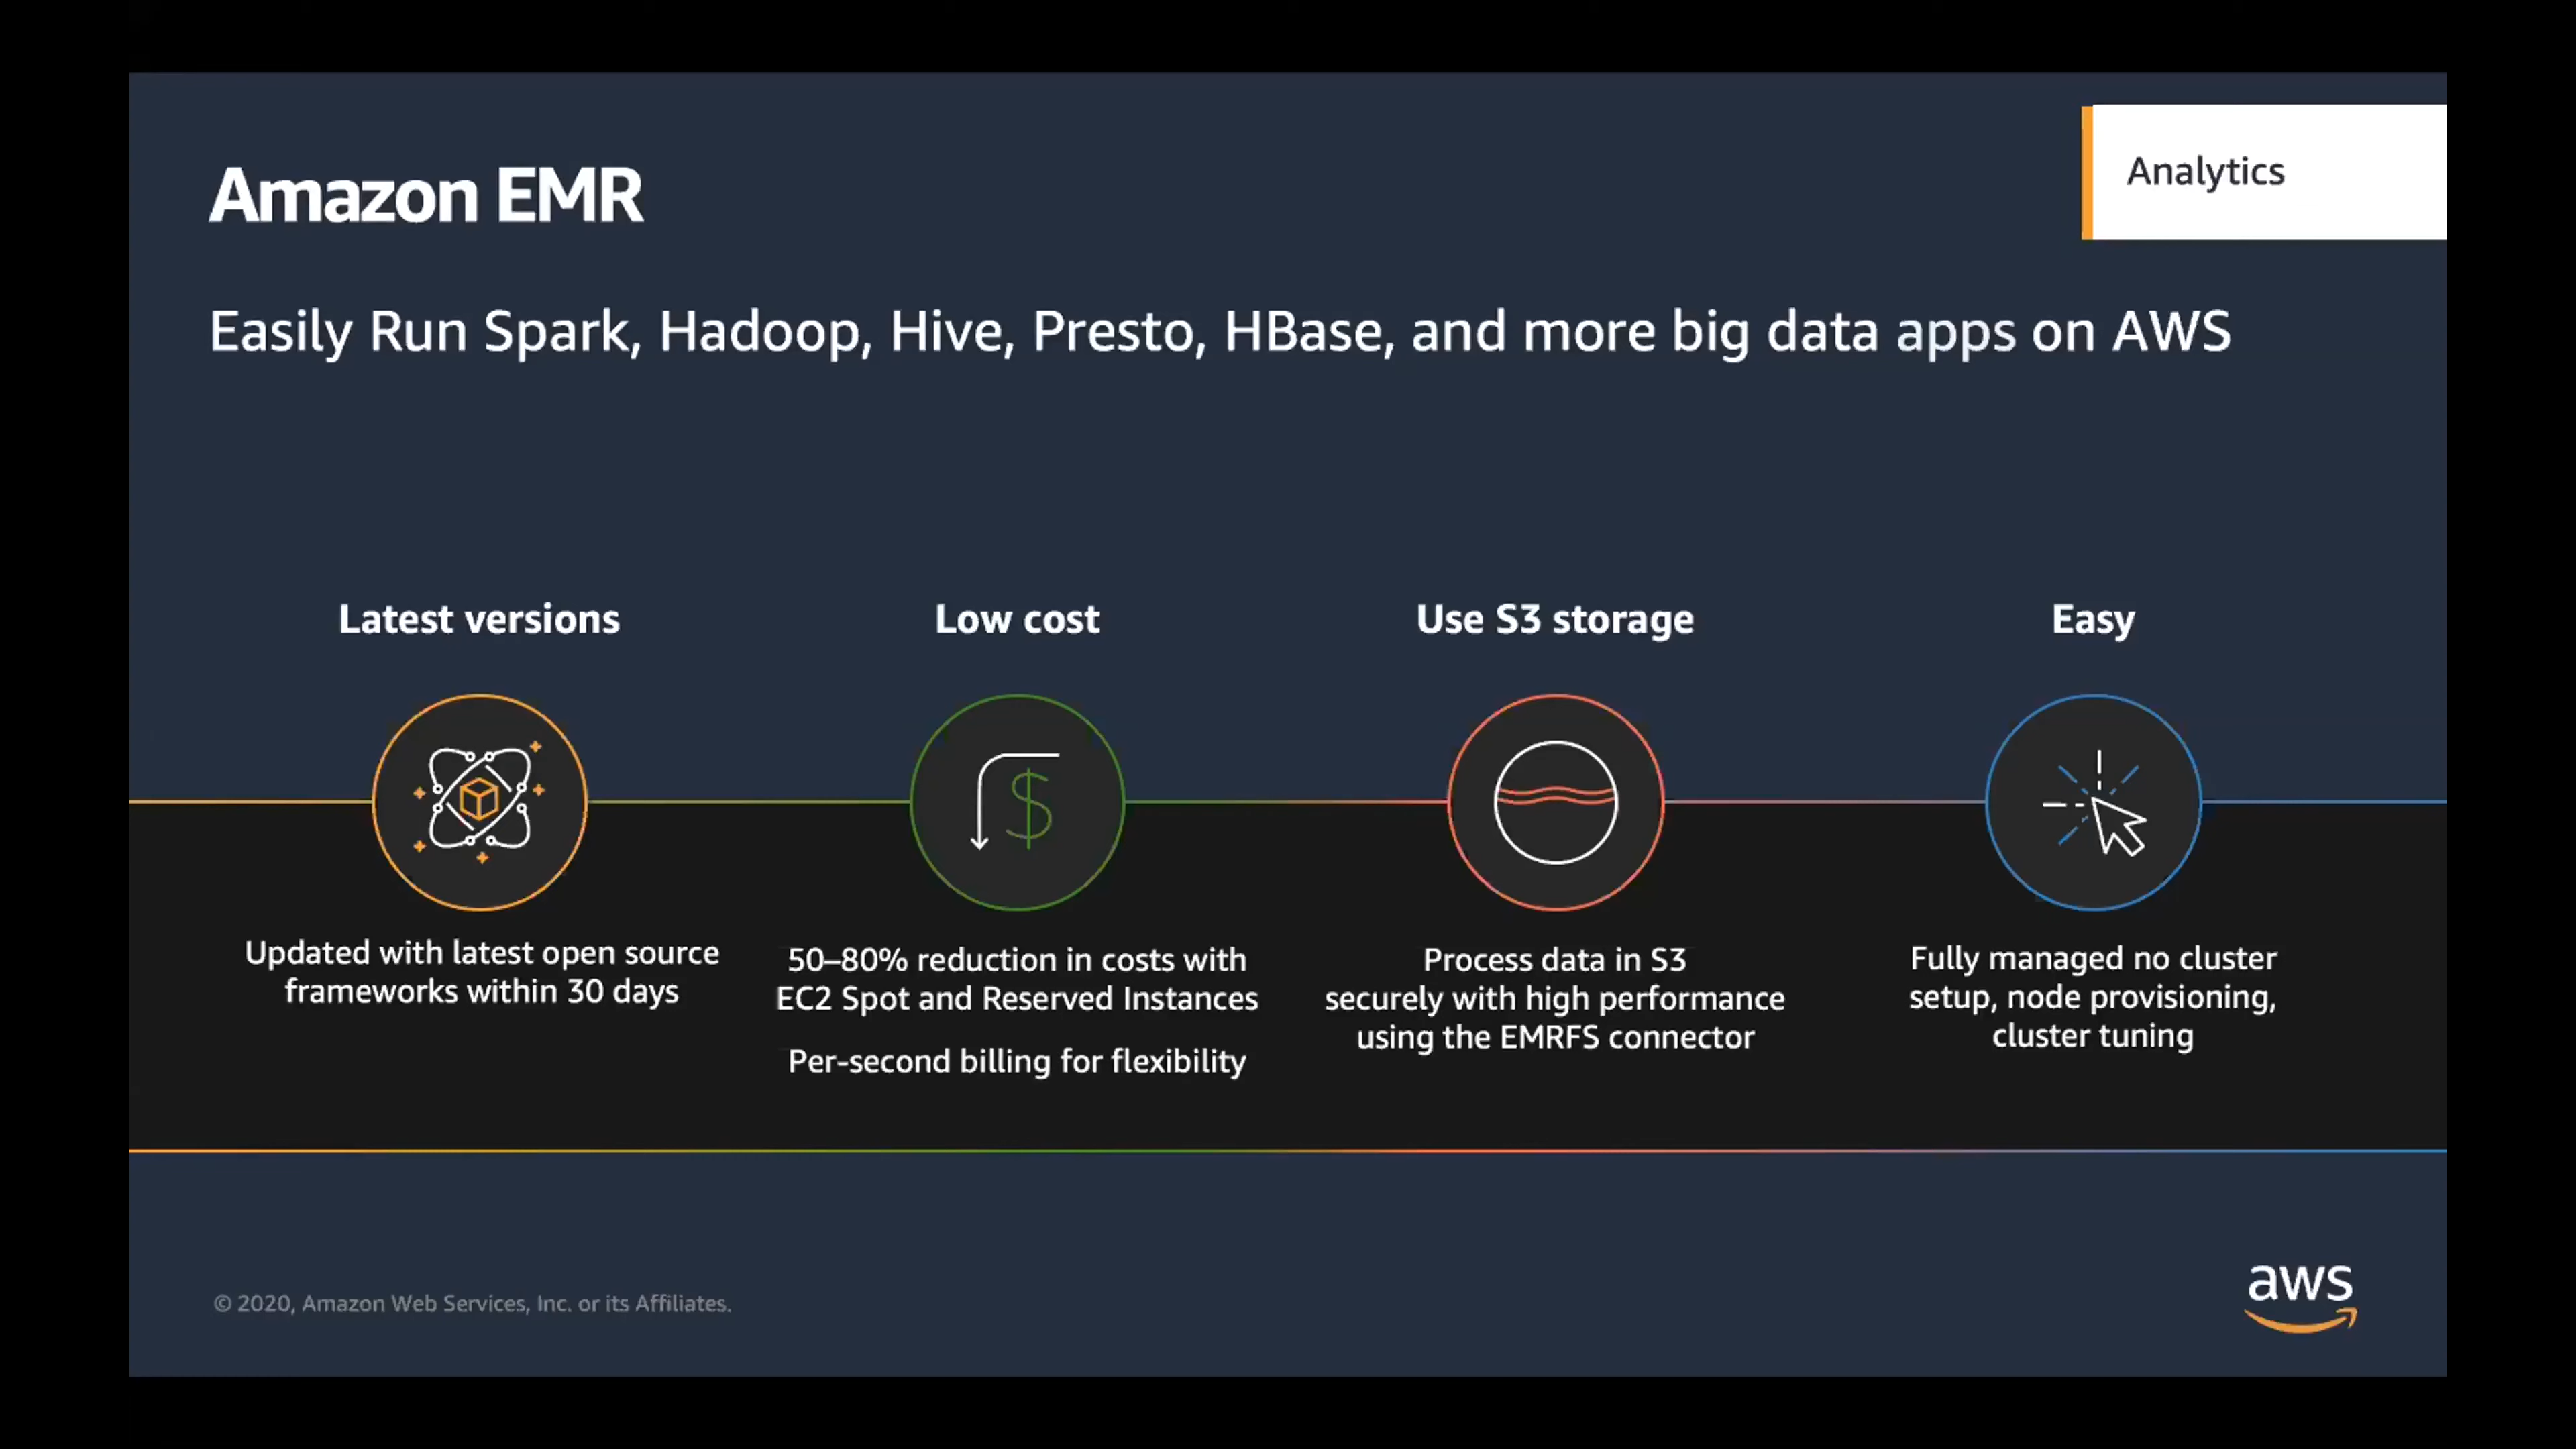 Amazon EMR
Analytics
Easily Run Spark, Hadoop, Hive, Presto, HBase, and more big data apps on AWS
Latest versions
Updated with latest open source
frameworks within 30 days
Low cost
$
50–80% reduction in costs with
EC2 Spot and Reserved Instances
Per-second billing for flexibility
Use S3 storage
Process data in S3
securely with high performance
using the EMRFS connector
Easy
Fully managed no cluster
setup, node provisioning,
cluster tuning
© 2020, Amazon Web Services, Inc. or its Affiliates.
aws